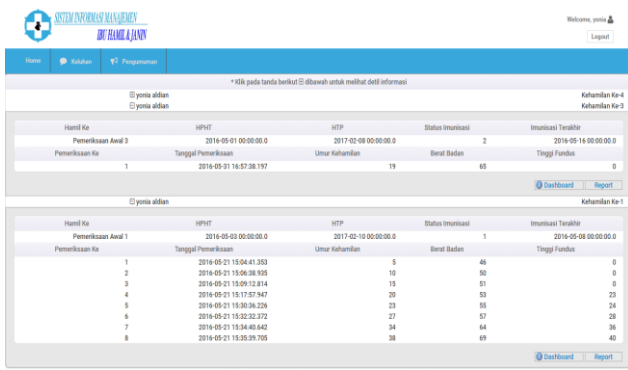 SISTEM INFORMASI MANAJEMEN
IBU HAMIL & JANIN
Welcome, yonia
Logout
Home Keluhan Pengumuman
* Klik pada tanda berikut ⊞ dibawah untuk melihat detil informasi
yonia aldian Kehamilan Ke-4
yonia aldian Kehamilan Ke-3
Hamil Ke HPHT HTP Status Imunisasi Imunisasi Terakhir
Pemeriksaan Awal 3 2016-05-01 00:00:00.0 2017-02-08 00:00:00.0 2 2016-05-16 00:00:00.0
Pemeriksaan Ke Tanggal Pemeriksaan Umur Kehamilan Berat Badan Tinggi Fundus
1 2016-05-31 16:57:38.197 19 65 0
Dashboard Report
yonia aldian Kehamilan Ke-1
Hamil Ke HPHT HTP Status Imunisasi Imunisasi Terakhir
Pemeriksaan Awal 1 2016-05-03 00:00:00.0 2017-02-10 00:00:00.0 1 2016-05-08 00:00:00.0
Pemeriksaan Ke Tanggal Pemeriksaan Umur Kehamilan Berat Badan Tinggi Fundus
1 2016-05-21 15:04:41.353 5 46 0
2 2016-05-21 15:06:38.935 10 50 0
3 2016-05-21 15:09:12.814 15 51 0
4 2016-05-21 15:17:57.947 20 53 23
5 2016-05-21 15:30:36.226 23 55 24
6 2016-05-21 15:32:32.372 27 57 28
7 2016-05-21 15:34:40.642 34 64 36
8 2016-05-21 15:35:39.705 38 69 40
Dashboard Report